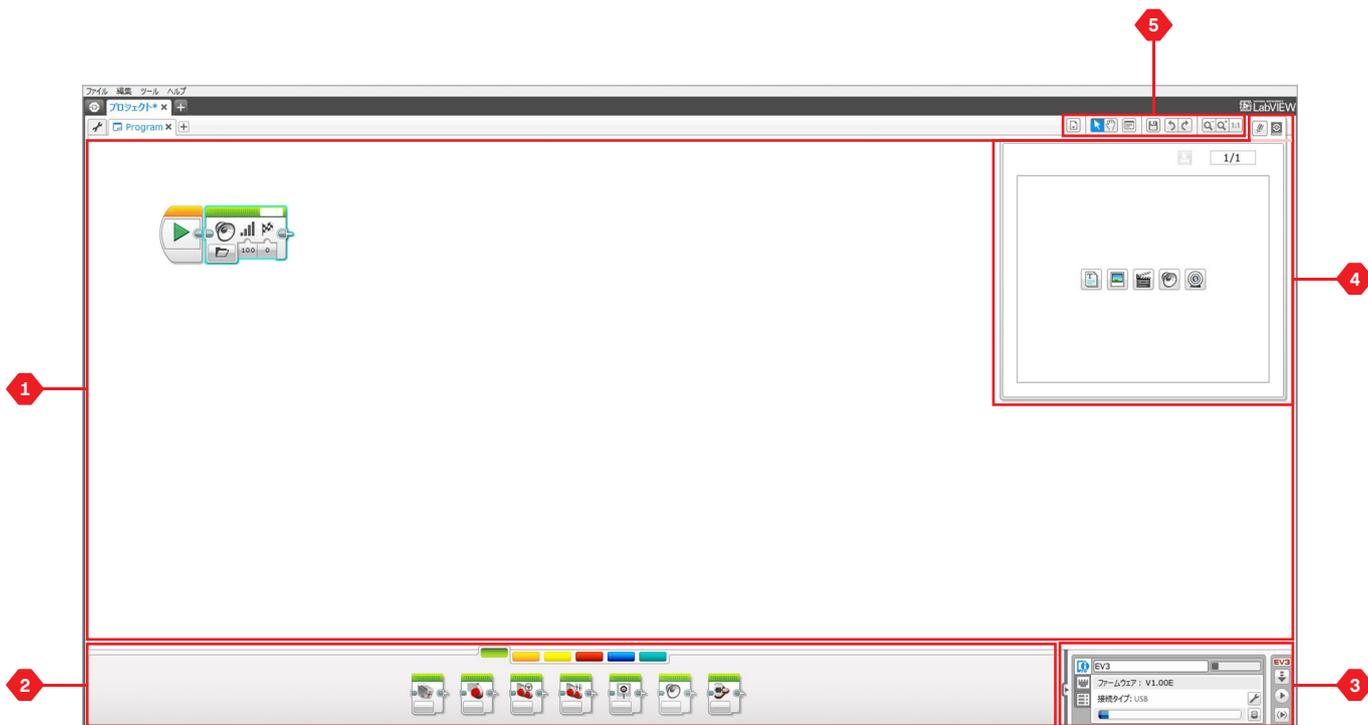 5
ファイル 編集 ツール ヘルプ
プロジェクト* × +
LabVIEW
Program × +
1:1
1/1
100 0
4
1
2
EV3
EV3
ファームウェア： V1.00E
接続タイプ: USB
3